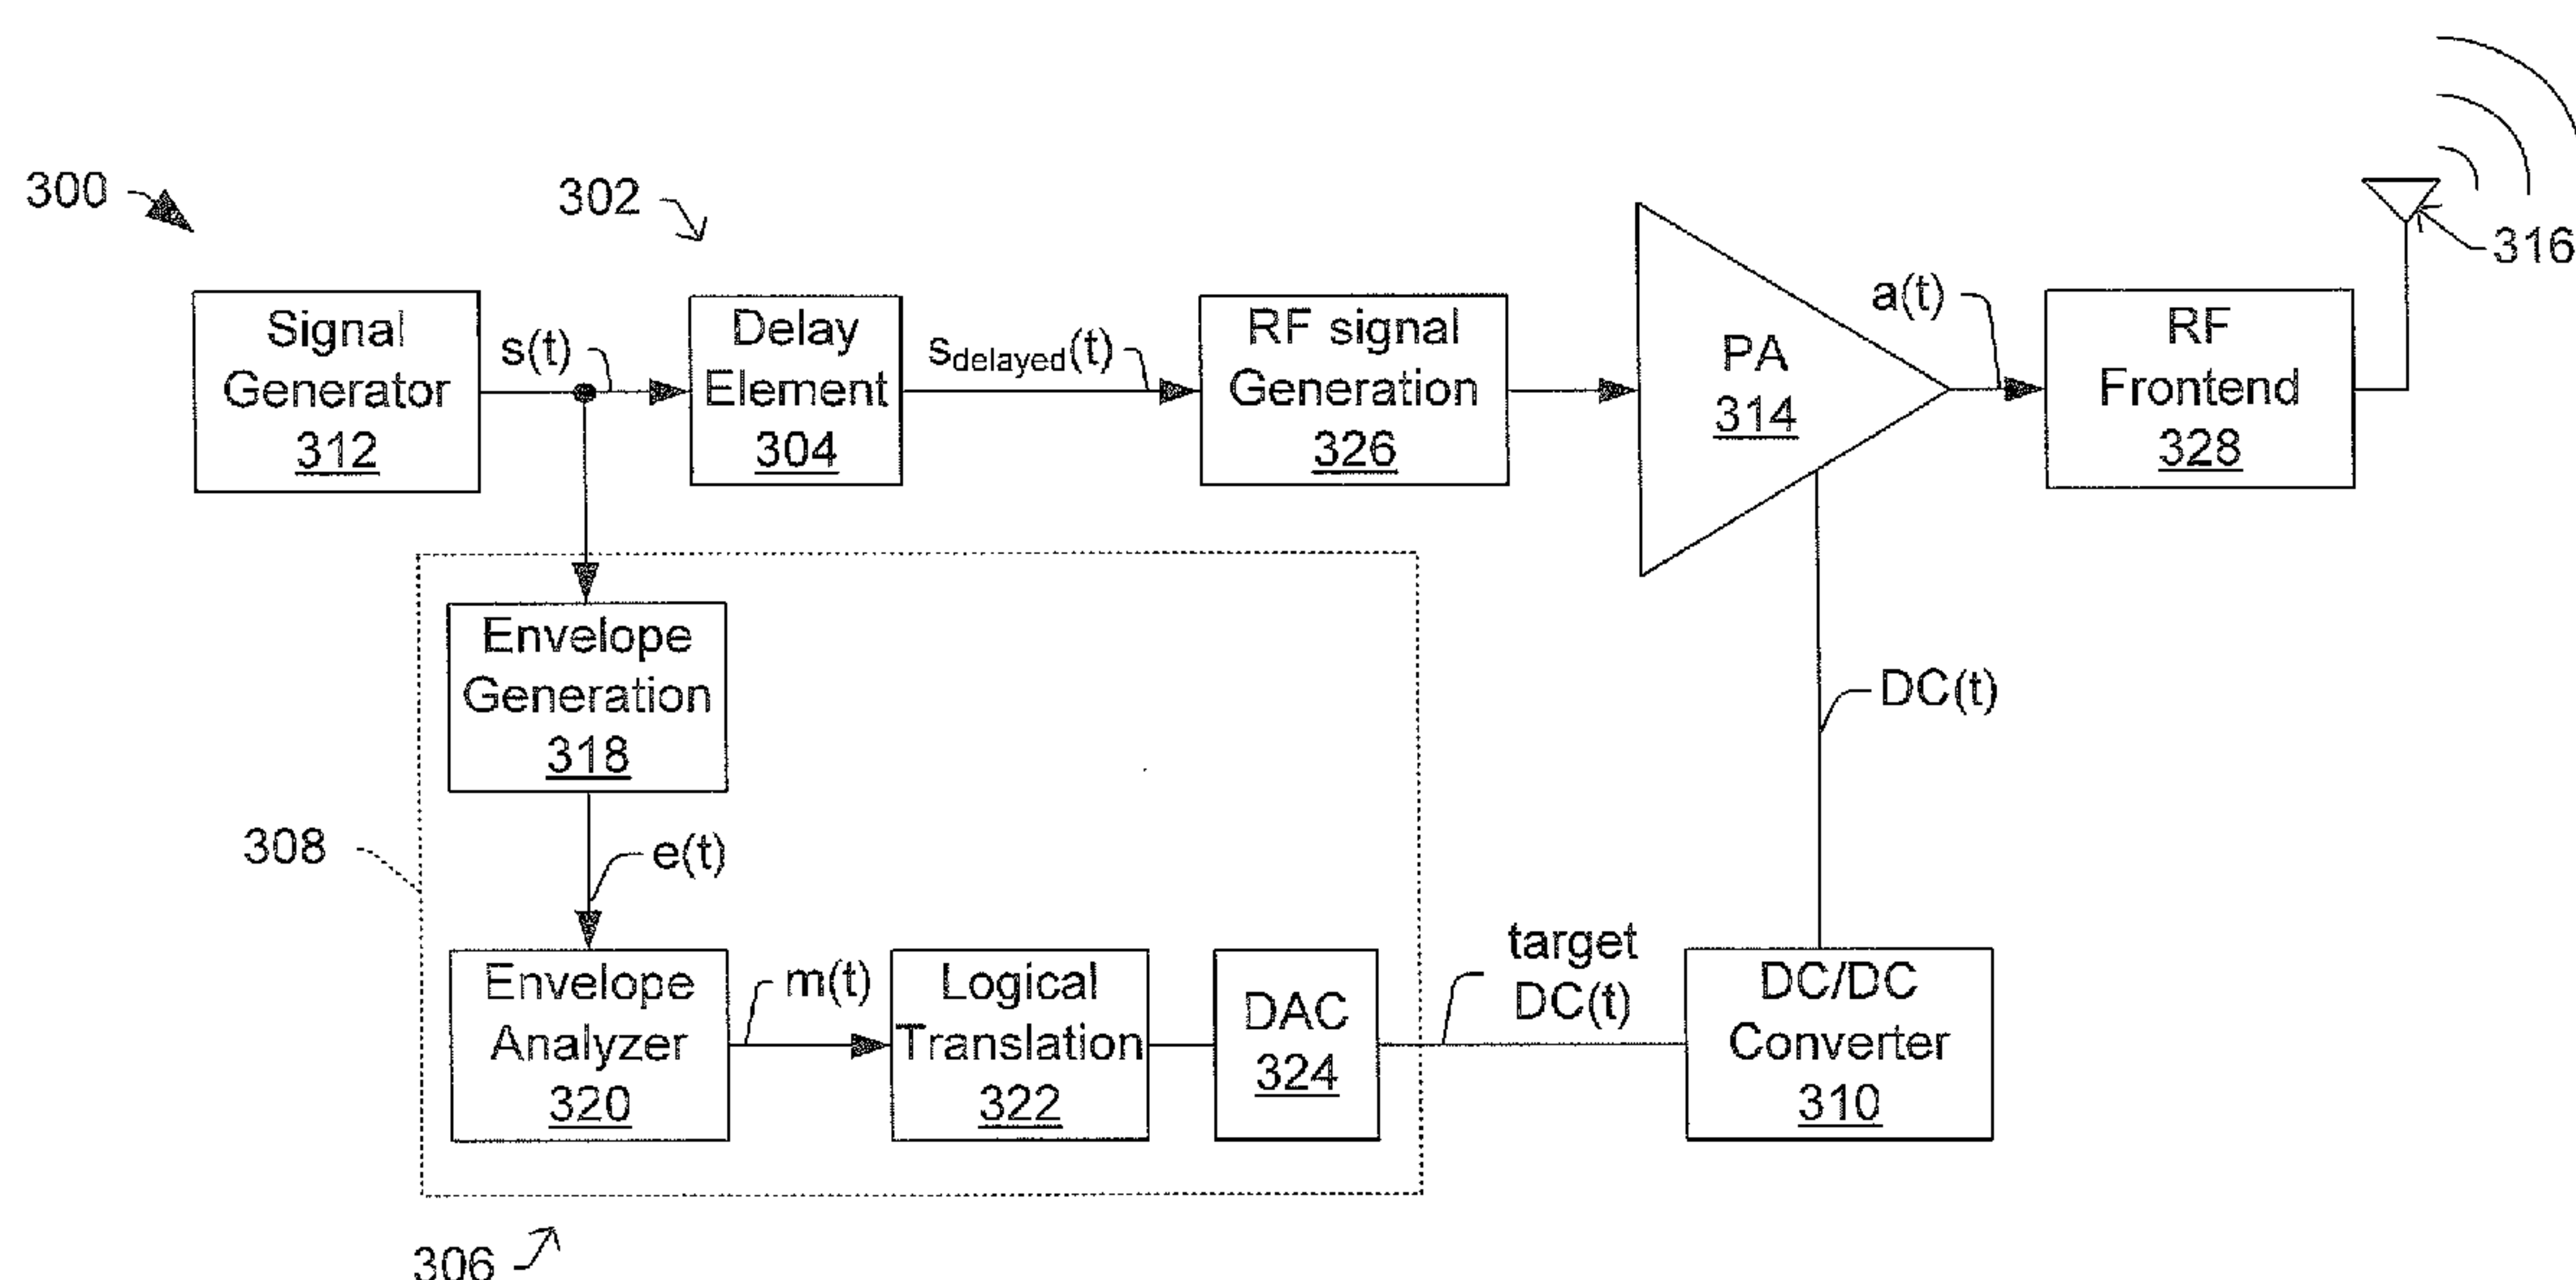 300
302
316
Signal
Generator
312
s(t)
Delay
Element
304
sdelayed(t)
RF signal
Generation
326
PA
314
a(t)
RF
Frontend
328
Envelope
Generation
318
DC(t)
308
e(t)
Envelope
Analyzer
320
m(t)
Logical
Translation
322
DAC
324
target
DC(t)
DC/DC
Converter
310
306